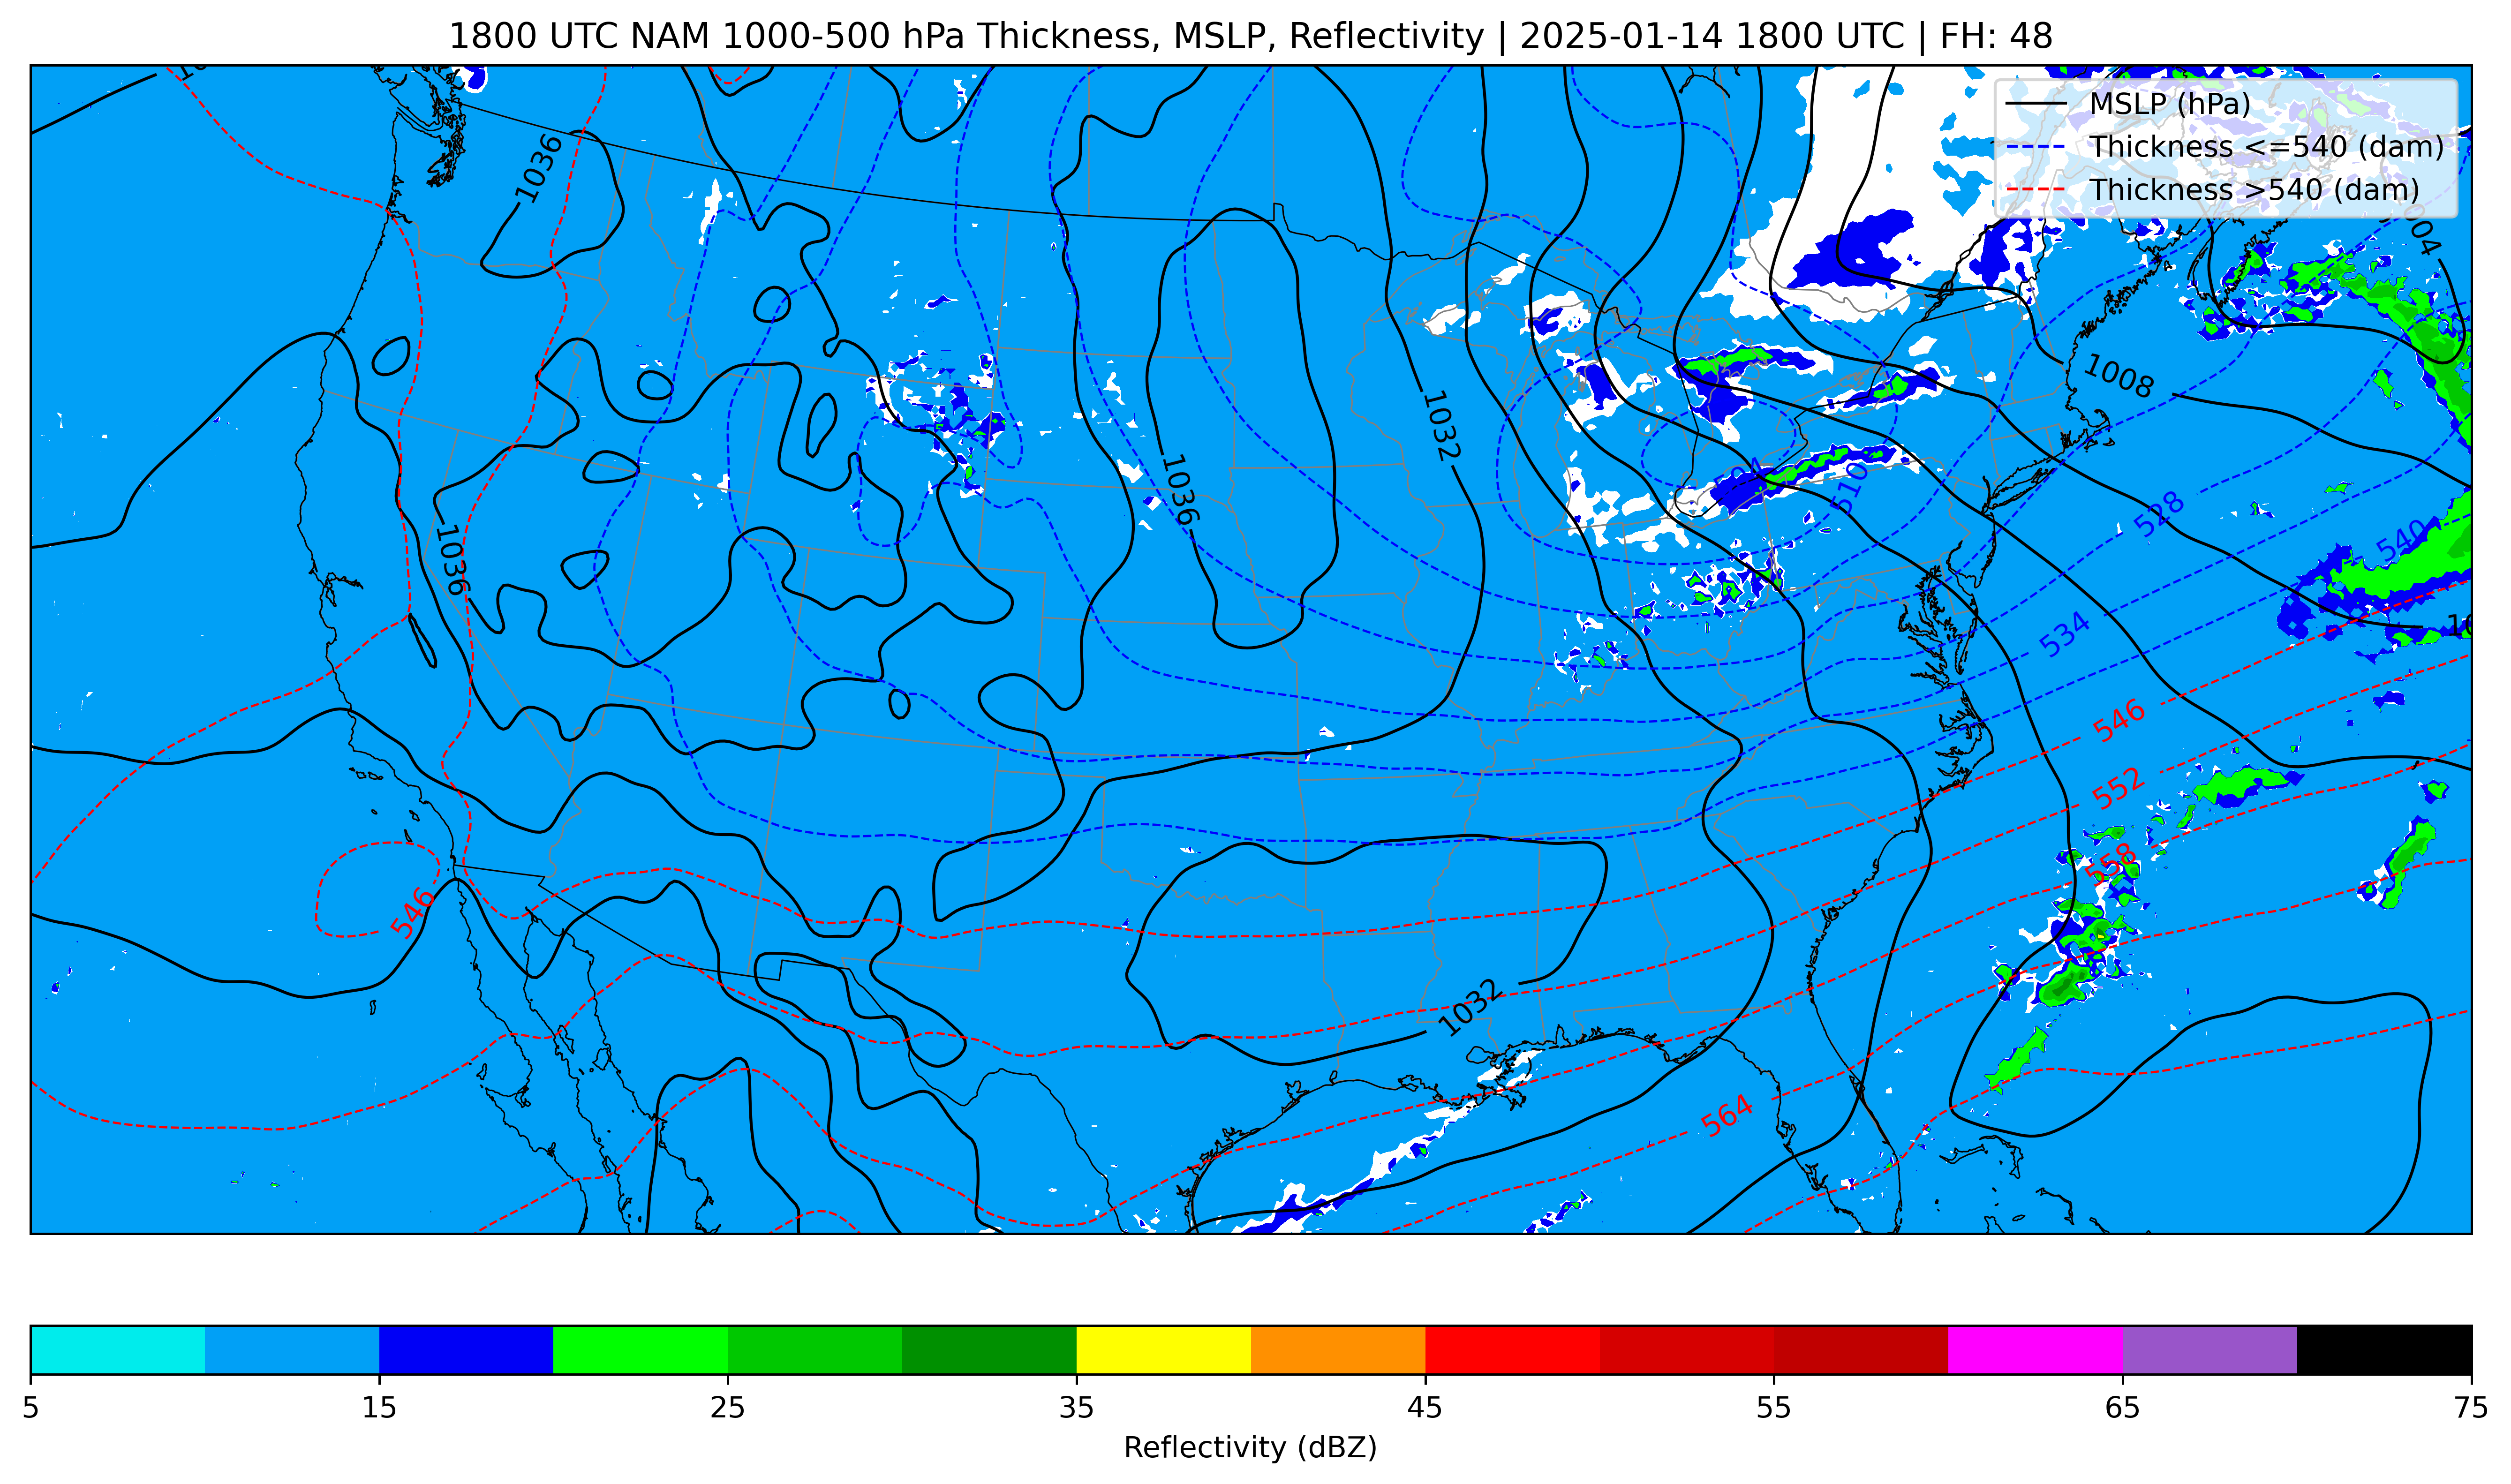 1800 UTC NAM 1000-500 hPa Thickness, MSLP, Reflectivity | 2025-01-14 1800 UTC | FH: 48
MSLP (hPa)
Thickness <=540 (dam)
Thickness >540 (dam)
1036
1008
1032
1036
504
510
528
540
1036
534
546
552
558
546
1032
564
5 15 25 35 45 55 65 75
Reflectivity (dBZ)